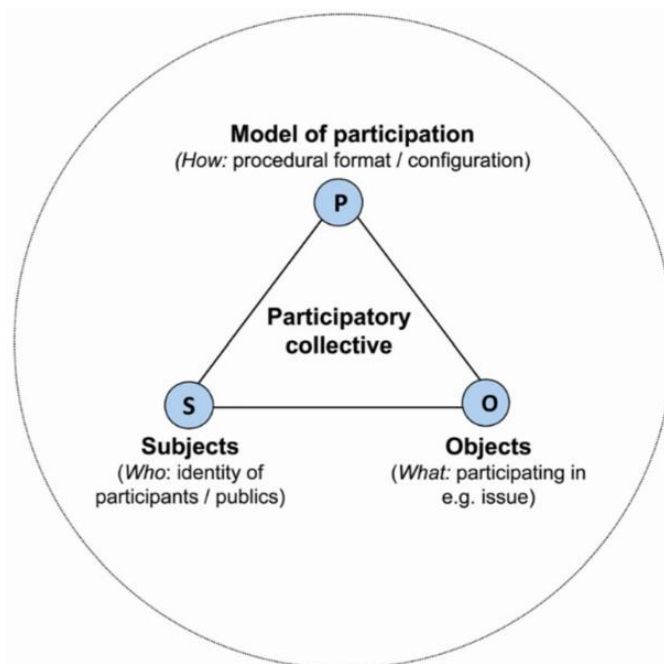 Model of participation
(How: procedural format / configuration)
P
Participatory
collective
S
O
Subjects
(Who: identity of
participants / publics)
Objects
(What: participating in
e.g. issue)